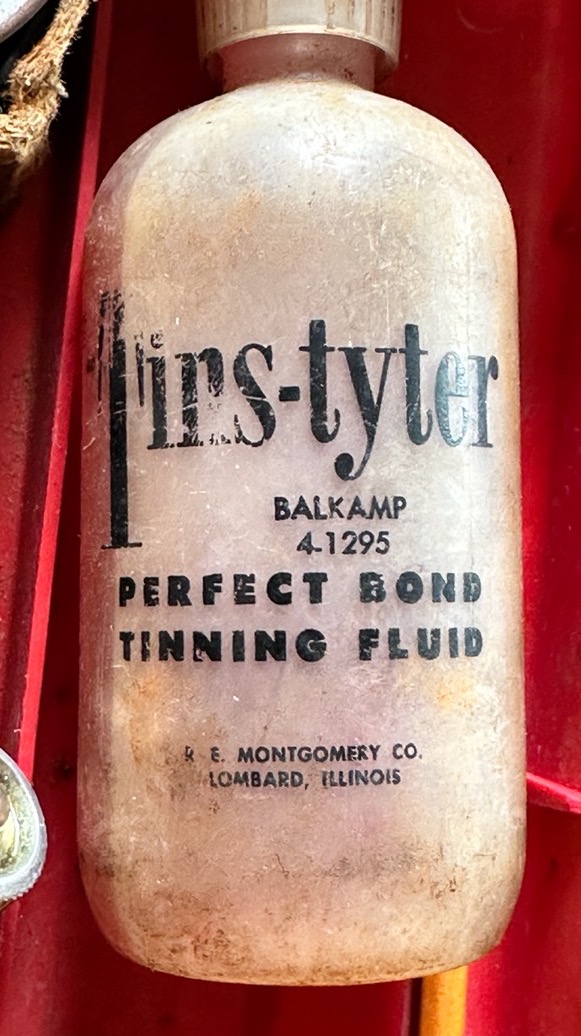 Tins-tyter
BALKAMP
4-1295
PERFECT BOND
TINNING FLUID
R E. MONTGOMERY CO.
LOMBARD, ILLINOIS